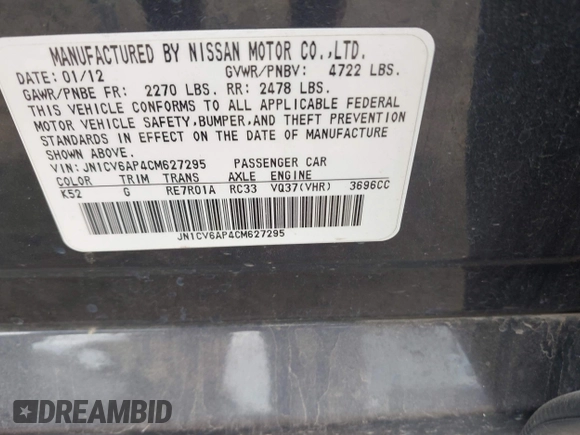 MANUFACTURED BY NISSAN MOTOR CO.,LTD.
DATE: 01/12 GVWR/PNBV: 4722 LBS.
GAWR/PNBE FR: 2270 LBS. RR: 2478 LBS.
THIS VEHICLE CONFORMS TO ALL APPLICABLE FEDERAL
MOTOR VEHICLE SAFETY,BUMPER,AND THEFT PREVENTION
STANDARDS IN EFFECT ON THE DATE OF MANUFACTURE
SHOWN ABOVE.
VIN: JN1CV6AP4CM627295 PASSENGER CAR
COLOR TRIM TRANS AXLE ENGINE
K52 G RE7R01A RC33 VQ37(VHR) 3696CC
JN1CV6AP4CM627295
DREAMBID